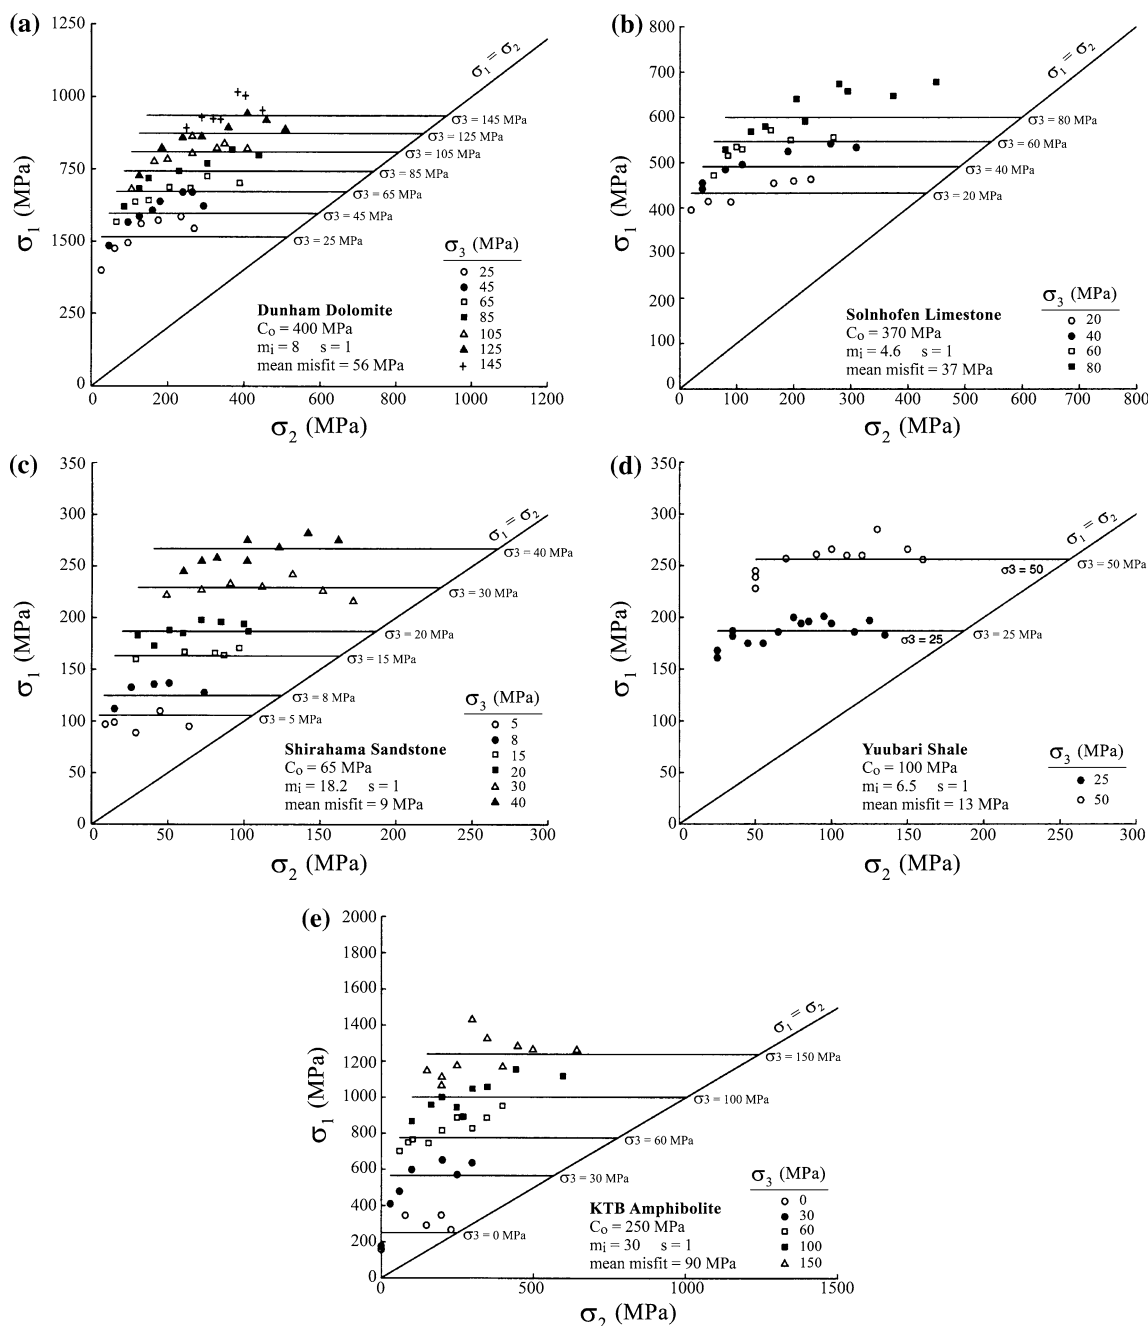 (a)
1250
1000
750
1500
250
0
σ1 (MPa)
0 200 400 600 800 1000 1200
σ2 (MPa)
σ1 = σ2
σ3 = 145 MPa
σ3 = 125 MPa
σ3 = 105 MPa
σ3 = 85 MPa
σ3 = 65 MPa
σ3 = 45 MPa
σ3 = 25 MPa
Dunham Dolomite
Co = 400 MPa
mi = 8 s = 1
mean misfit = 56 MPa
σ3 (MPa)
25
45
65
85
105
125
145
(b)
800
700
600
500
400
300
200
100
0
σ1 (MPa)
0 100 200 300 400 500 600 700 800
σ2 (MPa)
σ1 = σ2
σ3 = 80 MPa
σ3 = 60 MPa
σ3 = 40 MPa
σ3 = 20 MPa
Solnhofen Limestone
Co = 370 MPa
mi = 4.6 s = 1
mean misfit = 37 MPa
σ3 (MPa)
20
40
60
80
(c)
350
300
250
200
150
100
50
0
σ1 (MPa)
0 50 100 150 200 250 300
σ2 (MPa)
σ1 = σ2
σ3 = 40 MPa
σ3 = 30 MPa
σ3 = 20 MPa
σ3 = 15 MPa
σ3 = 8 MPa
σ3 = 5 MPa
Shirahama Sandstone
Co = 65 MPa
mi = 18.2 s = 1
mean misfit = 9 MPa
σ3 (MPa)
5
8
15
20
30
40
(d)
350
300
250
200
150
100
50
0
σ1 (MPa)
0 50 100 150 200 250 300
σ2 (MPa)
σ1 = σ2
σ3 = 50
σ3 = 50 MPa
σ3 = 25
σ3 = 25 MPa
Yuubari Shale
Co = 100 MPa
mi = 6.5 s = 1
mean misfit = 13 MPa
σ3 (MPa)
25
50
(e)
2000
1800
1600
1400
1200
1000
800
600
400
200
0
σ1 (MPa)
0 500 1000 1500
σ2 (MPa)
σ1 = σ2
σ3 = 150 MPa
σ3 = 100 MPa
σ3 = 60 MPa
σ3 = 30 MPa
σ3 = 0 MPa
KTB Amphibolite
Co = 250 MPa
mi = 30 s = 1
mean misfit = 90 MPa
σ3 (MPa)
0
30
60
100
150